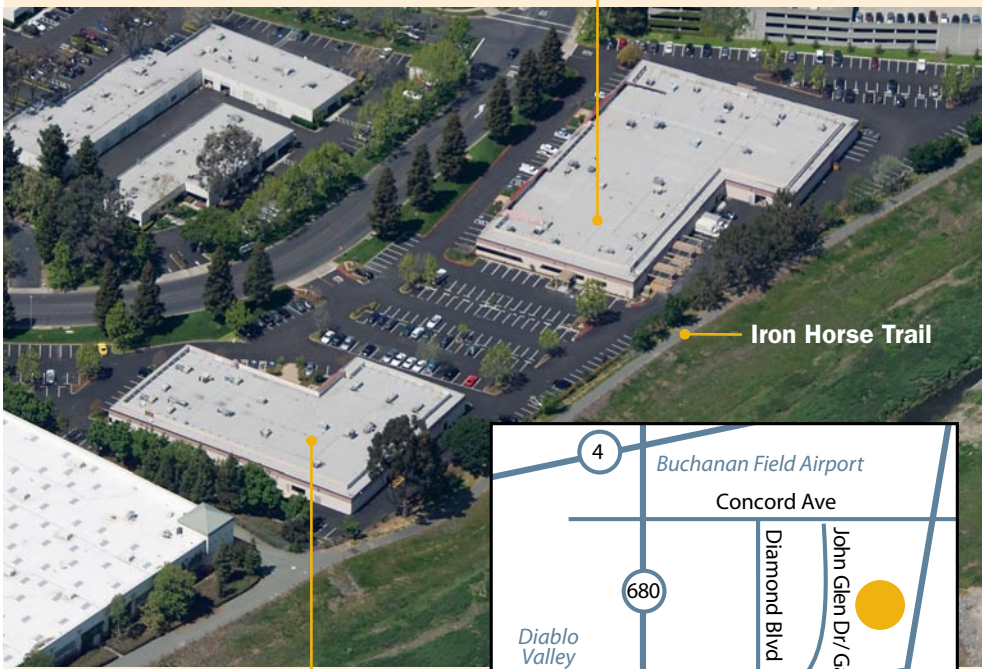 Iron Horse Trail
4
Buchanan Field Airport
Concord Ave
Diamond Blvd
John Glen Dr/
680
Diablo
Valley